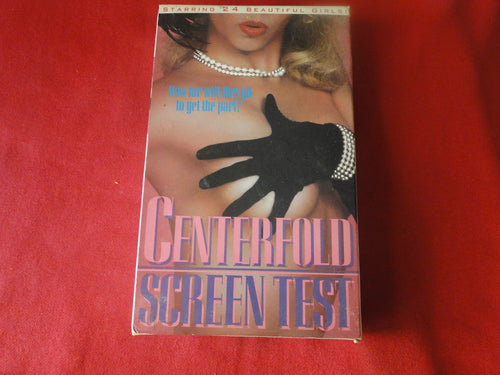 STARRING 24 BEAUTIFUL GIRLS!
How far will they go
to get the part?
CENTERFOLD
SCREEN TEST